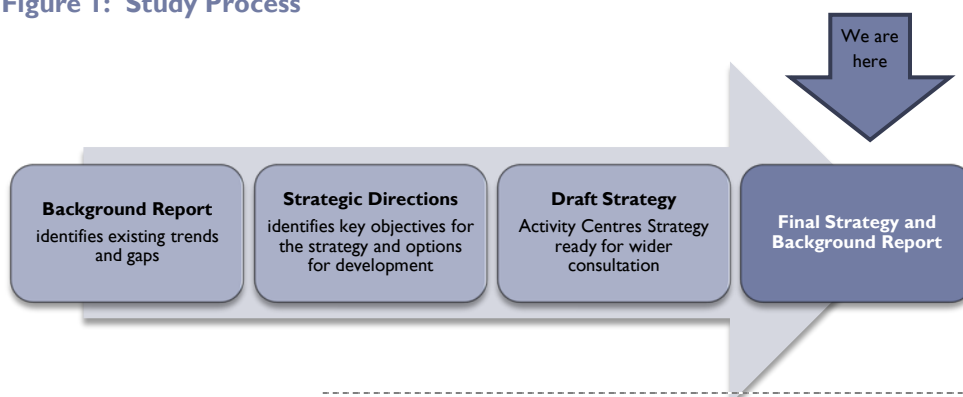 Figure 1: Study Process
We are
here
Background Report
identifies existing trends
and gaps
Strategic Directions
identifies key objectives for
the strategy and options
for development
Draft Strategy
Activity Centres Strategy
ready for wider
consultation
Final Strategy and
Background Report